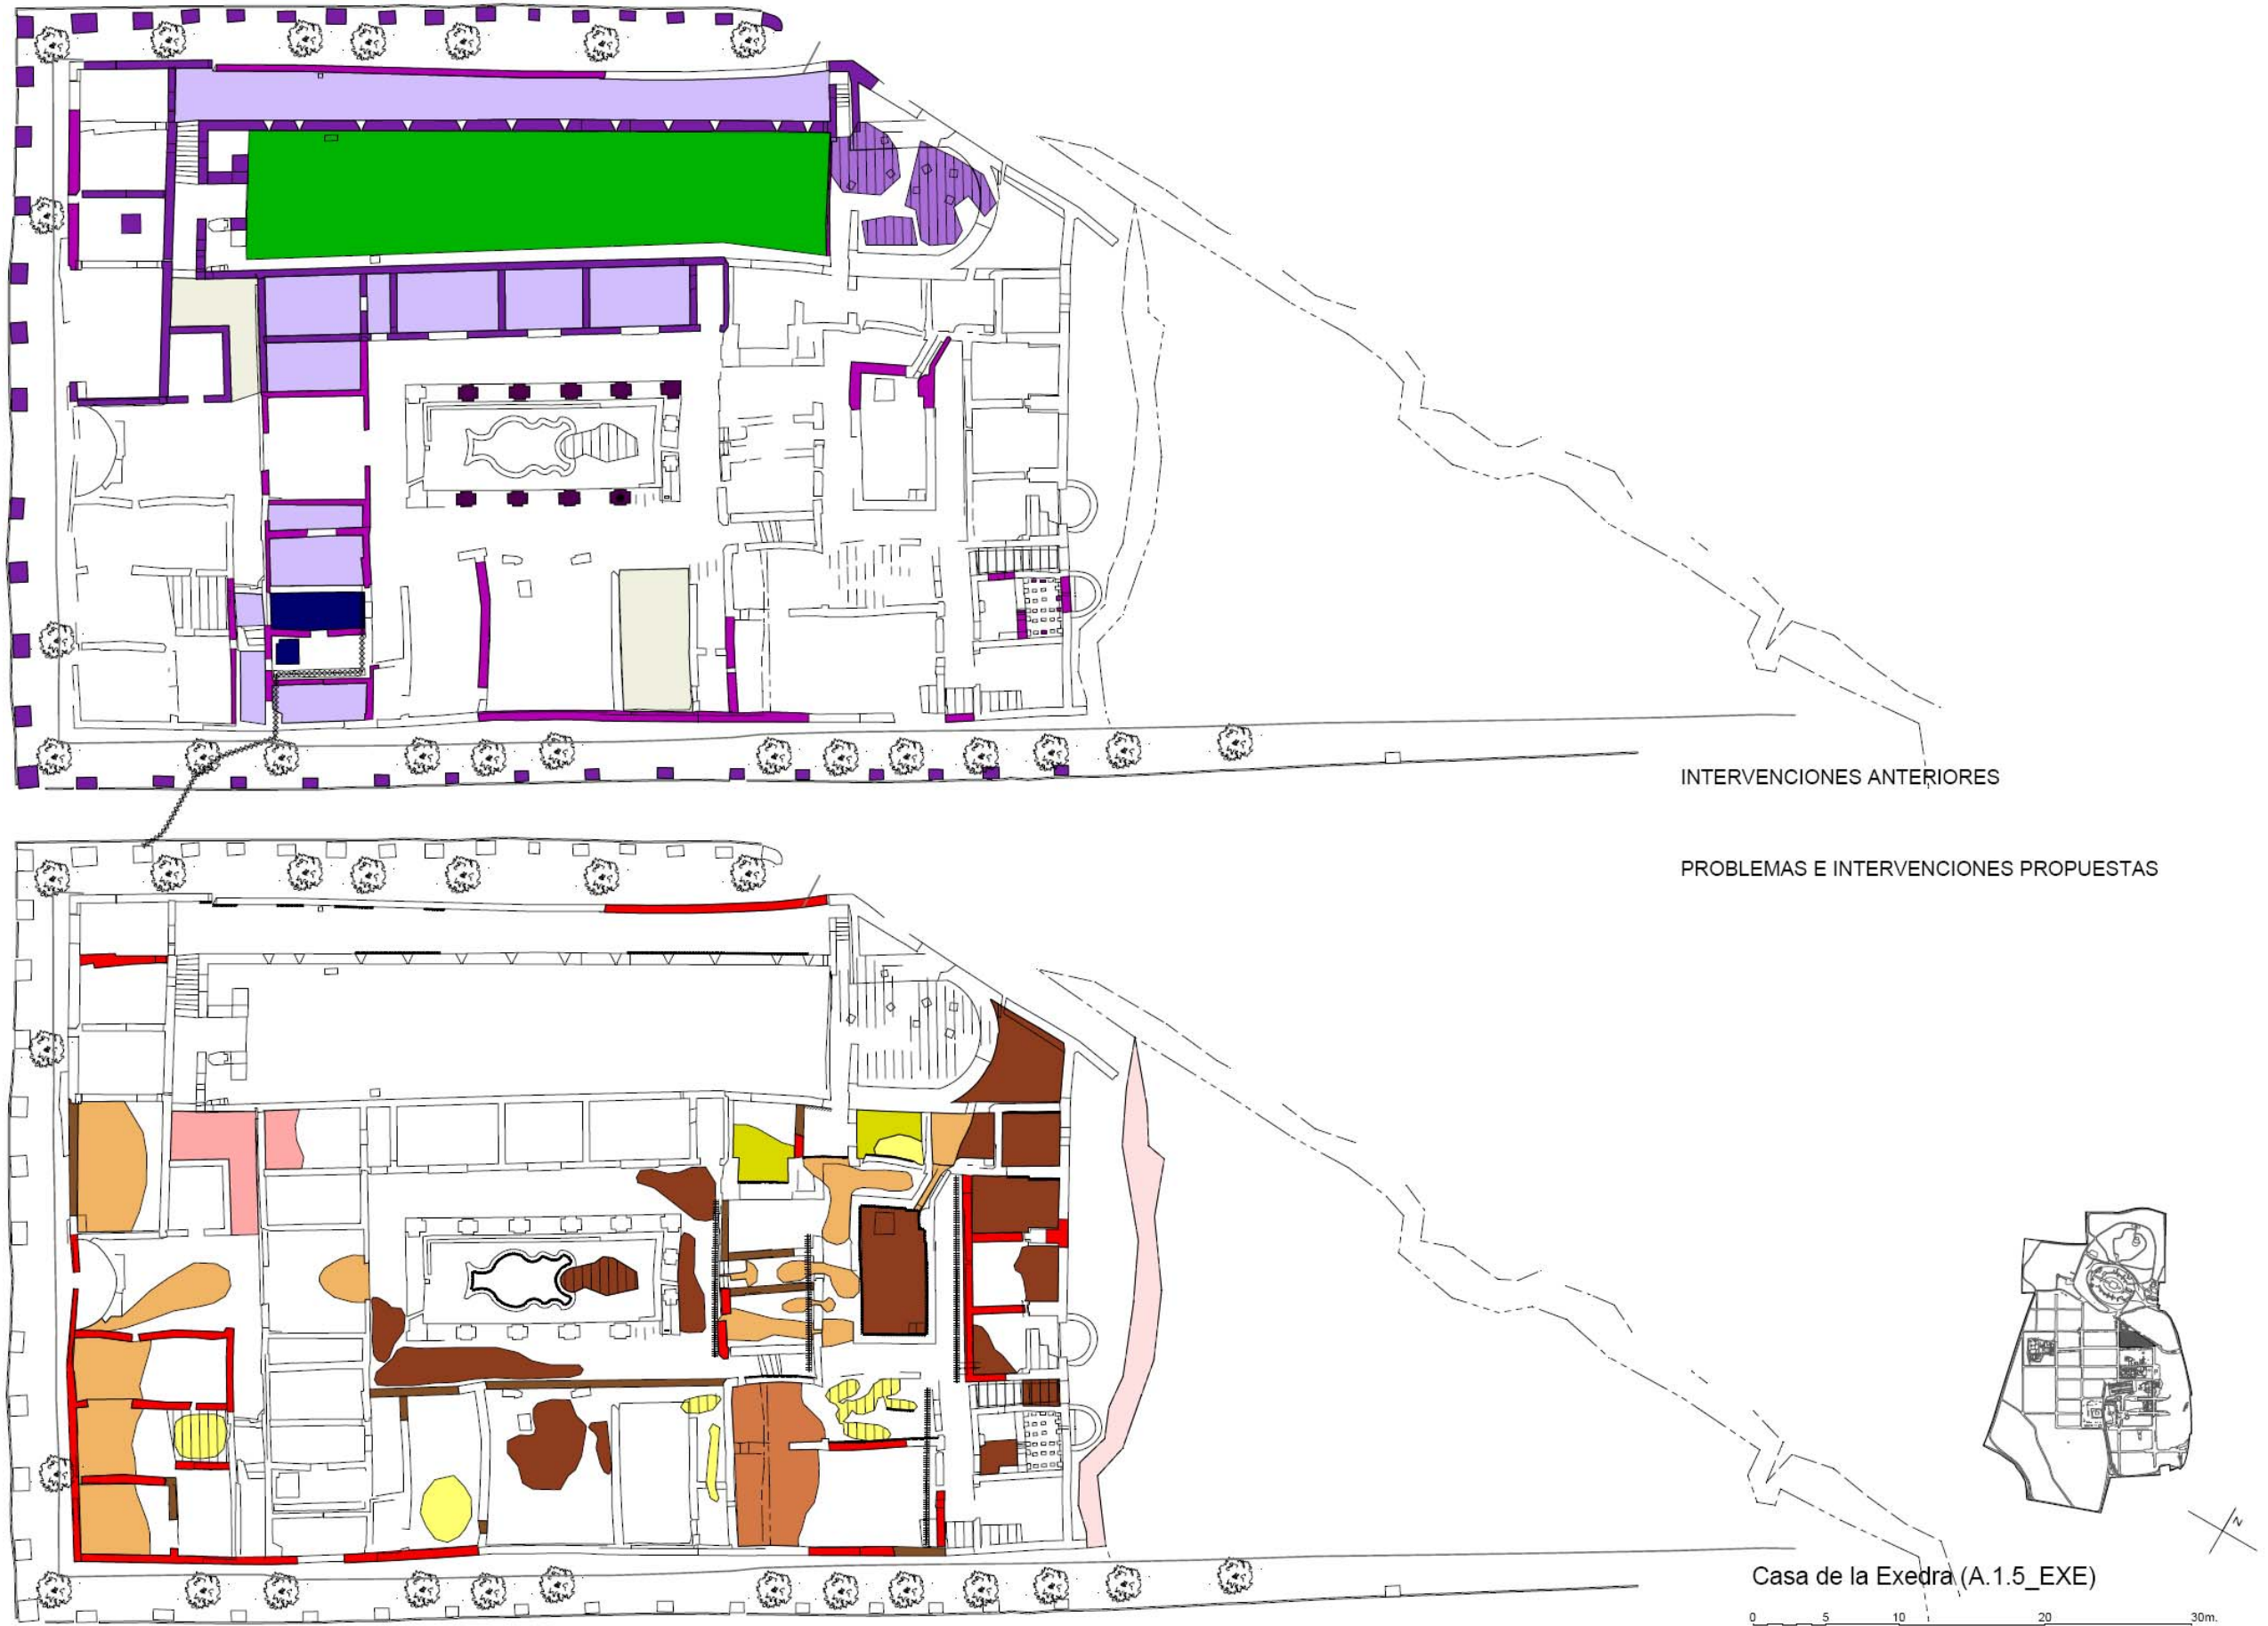 INTERVENCIONES ANTERIORES
PROBLEMAS E INTERVENCIONES PROPUESTAS
N
Casa de la Exedra (A.1.5_EXE)
0 5 10 20 30m.